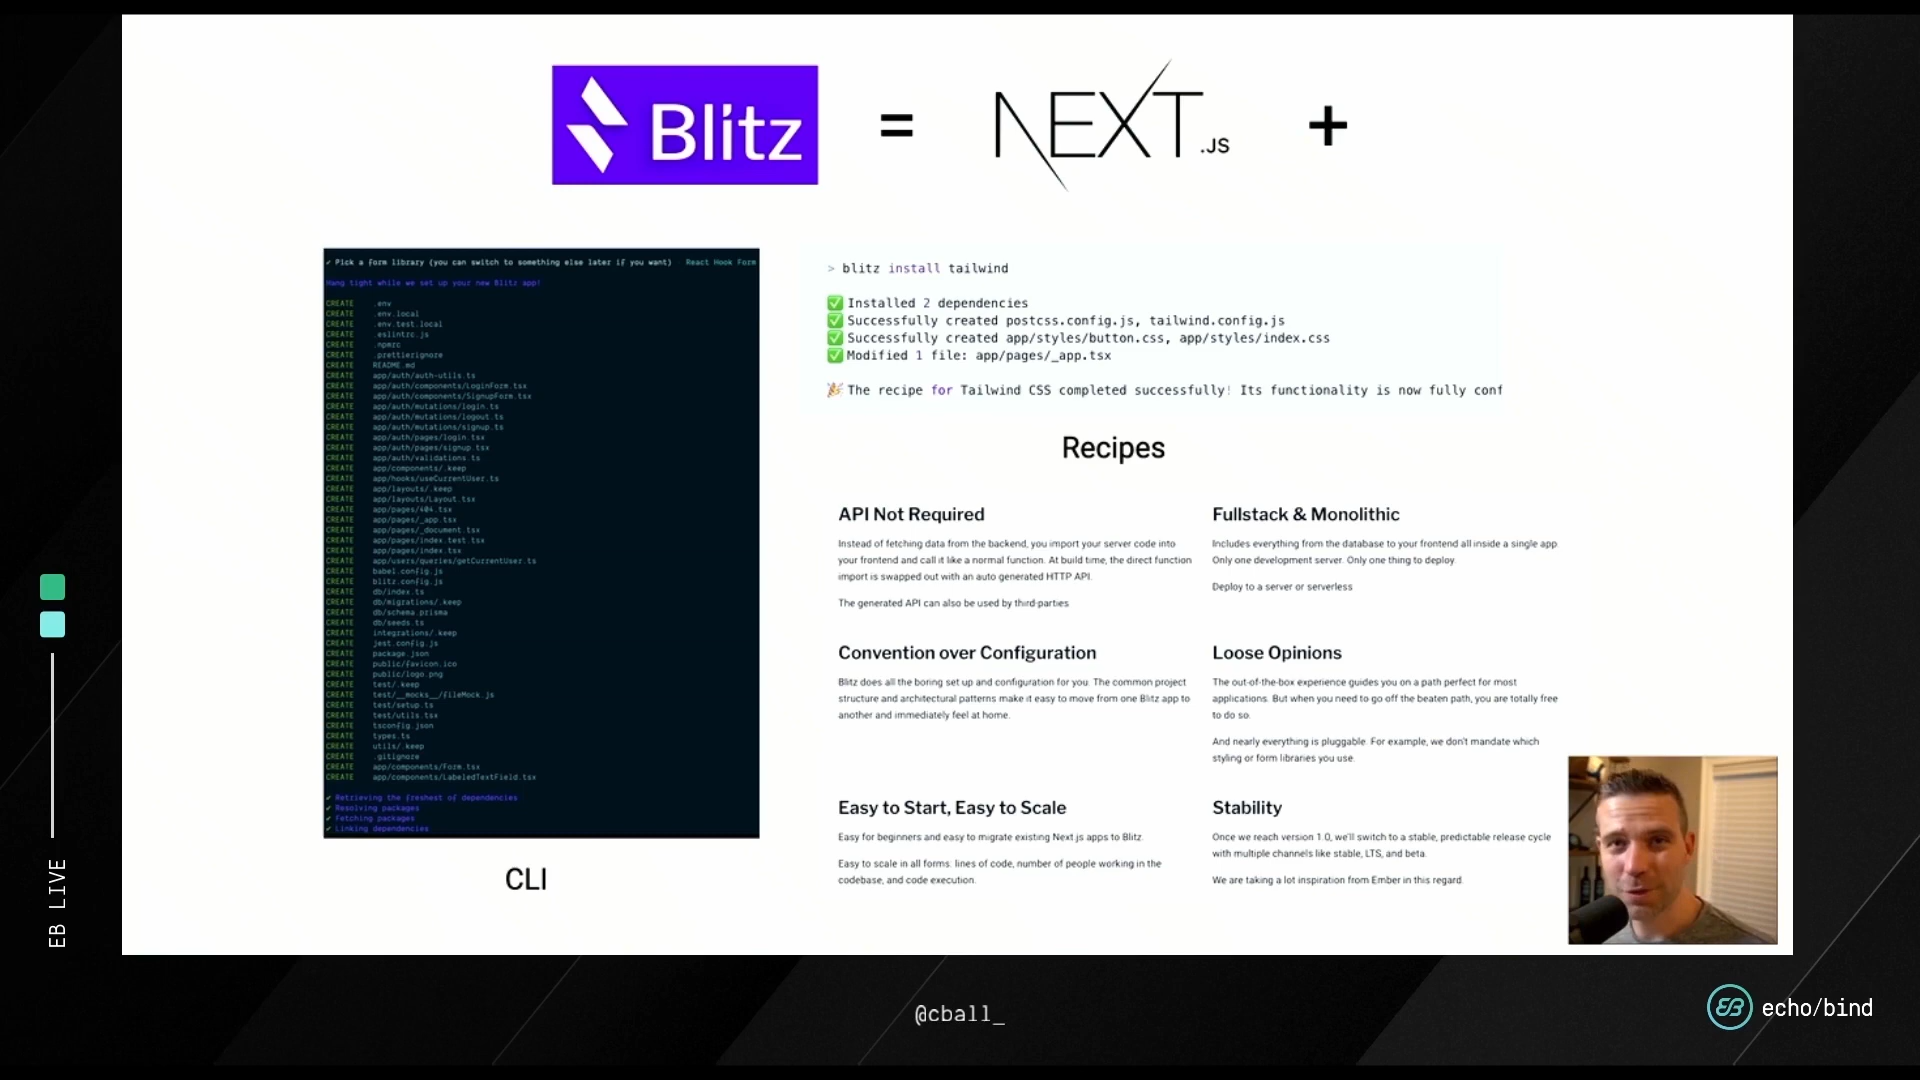 Blitz = NEXT.JS +
✔ Pick a form library (you can switch to something else later if you want) · React Hook Form
Hang tight while we set up your new Blitz app!
CREATE .env
CREATE .env.local
CREATE .env.test.local
CREATE .eslintrc.js
CREATE .npmrc
CREATE .prettierignore
CREATE README.md
CREATE app/auth/auth-utils.ts
CREATE app/auth/components/LoginForm.tsx
CREATE app/auth/components/SignupForm.tsx
CREATE app/auth/mutations/login.ts
CREATE app/auth/mutations/logout.ts
CREATE app/auth/mutations/signup.ts
CREATE app/auth/pages/login.tsx
CREATE app/auth/pages/signup.tsx
CREATE app/auth/validations.ts
CREATE app/components/.keep
CREATE app/hooks/useCurrentUser.ts
CREATE app/layouts/.keep
CREATE app/layouts/Layout.tsx
CREATE app/pages/404.tsx
CREATE app/pages/_app.tsx
CREATE app/pages/_document.tsx
CREATE app/pages/index.test.tsx
CREATE app/pages/index.tsx
CREATE app/users/queries/getCurrentUser.ts
CREATE babel.config.js
CREATE blitz.config.js
CREATE db/index.ts
CREATE db/migrations/.keep
CREATE db/schema.prisma
CREATE db/seeds.ts
CREATE integrations/.keep
CREATE jest.config.js
CREATE package.json
CREATE public/favicon.ico
CREATE public/logo.png
CREATE test/.keep
CREATE test/__mocks__/fileMock.js
CREATE test/setup.ts
CREATE test/utils.tsx
CREATE tsconfig.json
CREATE types.ts
CREATE utils/.keep
CREATE .gitignore
CREATE app/components/Form.tsx
CREATE app/components/LabeledTextField.tsx
✔ Retrieving the freshest of dependencies
✔ Resolving packages
✔ Fetching packages
✔ Linking dependencies
CLI
> blitz install tailwind
✅ Installed 2 dependencies
✅ Successfully created postcss.config.js, tailwind.config.js
✅ Successfully created app/styles/button.css, app/styles/index.css
✅ Modified 1 file: app/pages/_app.tsx
🎉 The recipe for Tailwind CSS completed successfully! Its functionality is now fully conf
Recipes
API Not Required
Instead of fetching data from the backend, you import your server code into
your frontend and call it like a normal function. At build time, the direct function
import is swapped out with an auto generated HTTP API.
The generated API can also be used by third-parties
Fullstack & Monolithic
Includes everything from the database to your frontend all inside a single app.
Only one development server. Only one thing to deploy.
Deploy to a server or serverless
Convention over Configuration
Blitz does all the boring set up and configuration for you. The common project
structure and architectural patterns make it easy to move from one Blitz app to
another and immediately feel at home.
Loose Opinions
The out-of-the-box experience guides you on a path perfect for most
applications. But when you need to go off the beaten path, you are totally free
to do so.
And nearly everything is pluggable. For example, we don't mandate which
styling or form libraries you use.
Easy to Start, Easy to Scale
Easy for beginners and easy to migrate existing Next.js apps to Blitz.
Easy to scale in all forms: lines of code, number of people working in the
codebase, and code execution.
Stability
Once we reach version 1.0, we'll switch to a stable, predictable release cycle
with multiple channels like stable, LTS, and beta.
We are taking a lot inspiration from Ember in this regard.
EB LIVE
@cball_
EB echo/bind